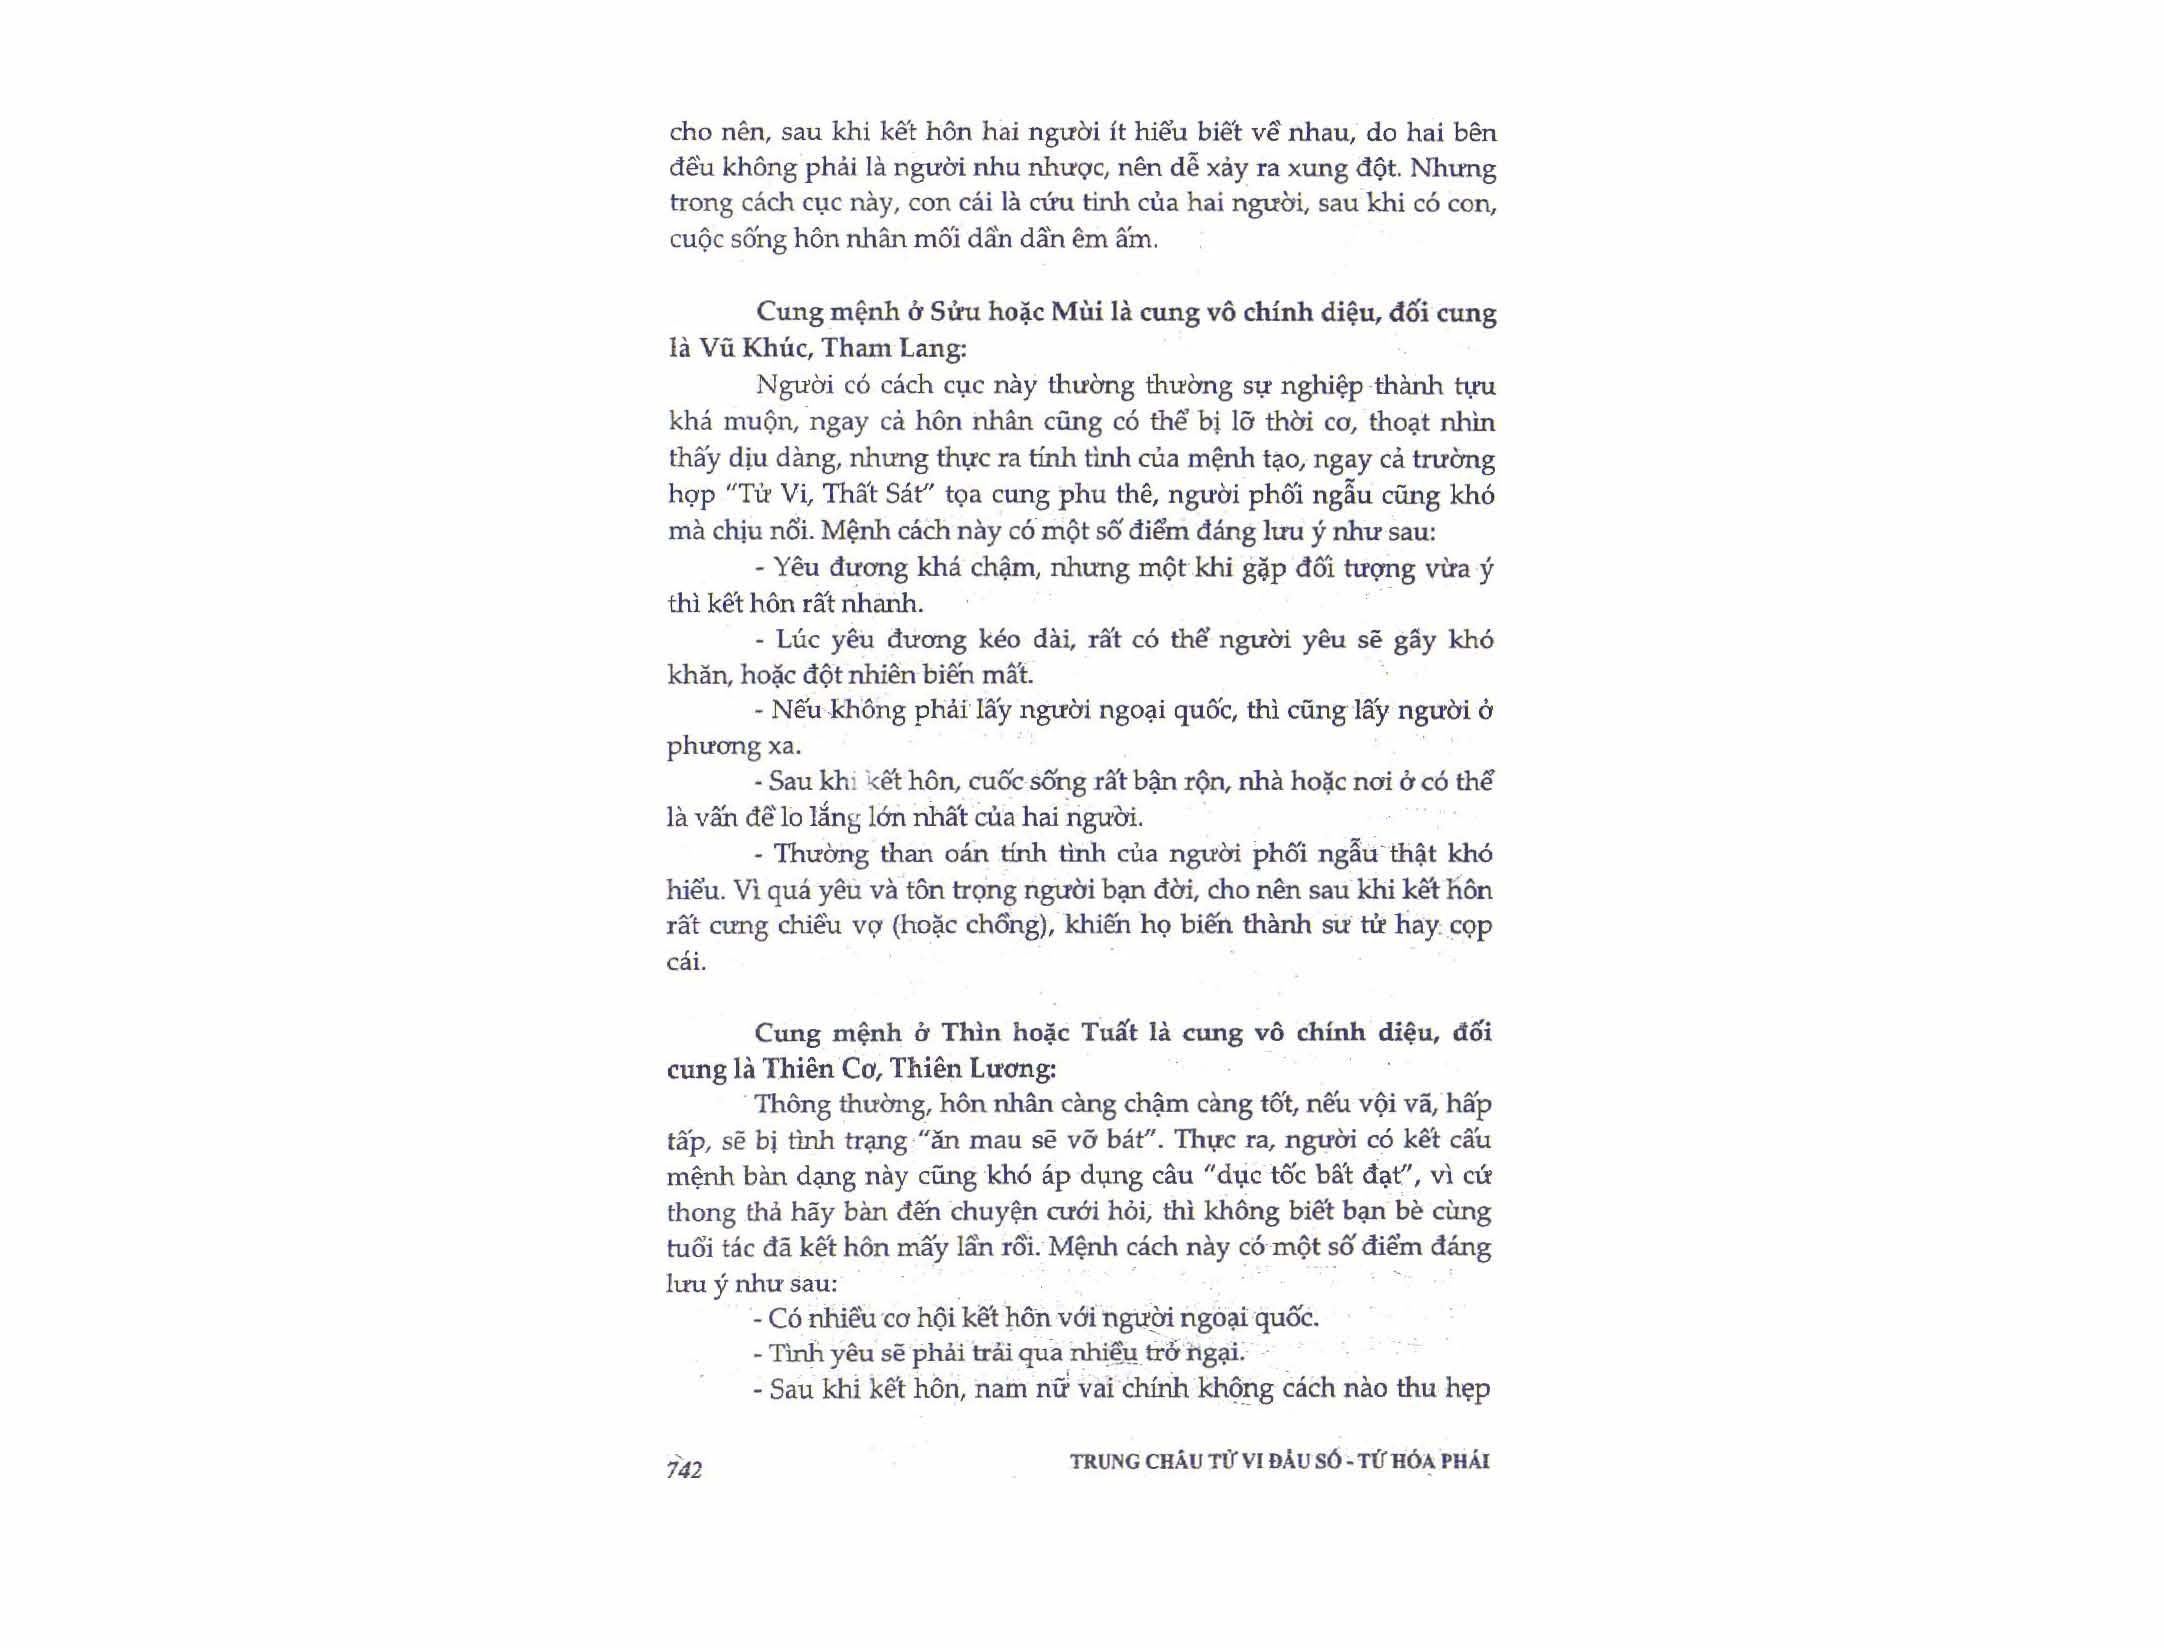 cho nên, sau khi kết hôn hai người ít hiểu biết về nhau, do hai bên
đều không phải là người nhu nhược, nên dễ xảy ra xung đột. Nhưng
trong cách cục này, con cái là cứu tinh của hai người, sau khi có con,
cuộc sống hôn nhân mối dần dần êm ấm.
Cung mệnh ở Sửu hoặc Mùi là cung vô chính diệu, đối cung
là Vũ Khúc, Tham Lang:
Người có cách cục này thường thường sự nghiệp thành tựu
khá muộn, ngay cả hôn nhân cũng có thể bị lỡ thời cơ, thoạt nhìn
thấy dịu dàng, nhưng thực ra tính tình của mệnh tạo, ngay cả trường
hợp "Tử Vi, Thất Sát" tọa cung phu thê, người phối ngẫu cũng khó
mà chịu nổi. Mệnh cách này có một số điểm đáng lưu ý như sau:
- Yêu đương khá chậm, nhưng một khi gặp đối tượng vừa ý
thì kết hôn rất nhanh.
- Lúc yêu đương kéo dài, rất có thể người yêu sẽ gây khó
khăn, hoặc đột nhiên biến mất.
- Nếu không phải lấy người ngoại quốc, thì cũng lấy người ở
phương xa.
- Sau khi kết hôn, cuốc sống rất bận rộn, nhà hoặc nơi ở có thể
là vấn đề lo lắng lớn nhất của hai người.
- Thường than oán tính tình của người phối ngẫu thật khó
hiểu. Vì quá yêu và tôn trọng người bạn đời, cho nên sau khi kết hôn
rất cưng chiều vợ (hoặc chồng), khiến họ biến thành sư tử hay cọp
cái.
Cung mệnh ở Thìn hoặc Tuất là cung vô chính diệu, đối
cung là Thiên Cơ, Thiên Lương:
Thông thường, hôn nhân càng chậm càng tốt, nếu vội vã, hấp
tấp, sẽ bị tình trạng "ăn mau sẽ vỡ bát". Thực ra, người có kết cấu
mệnh bàn dạng này cũng khó áp dụng câu "dục tốc bất đạt", vì cứ
thong thả hãy bàn đến chuyện cưới hỏi, thì không biết bạn bè cùng
tuổi tác đã kết hôn mấy lần rồi. Mệnh cách này có một số điểm đáng
lưu ý như sau:
- Có nhiều cơ hội kết hôn với người ngoại quốc.
- Tình yêu sẽ phải trải qua nhiều trở ngại.
- Sau khi kết hôn, nam nữ vai chính không cách nào thu hẹp
742 TRUNG CHÂU TỬ VI ĐẨU SỐ - TỨ HÓA PHÁI